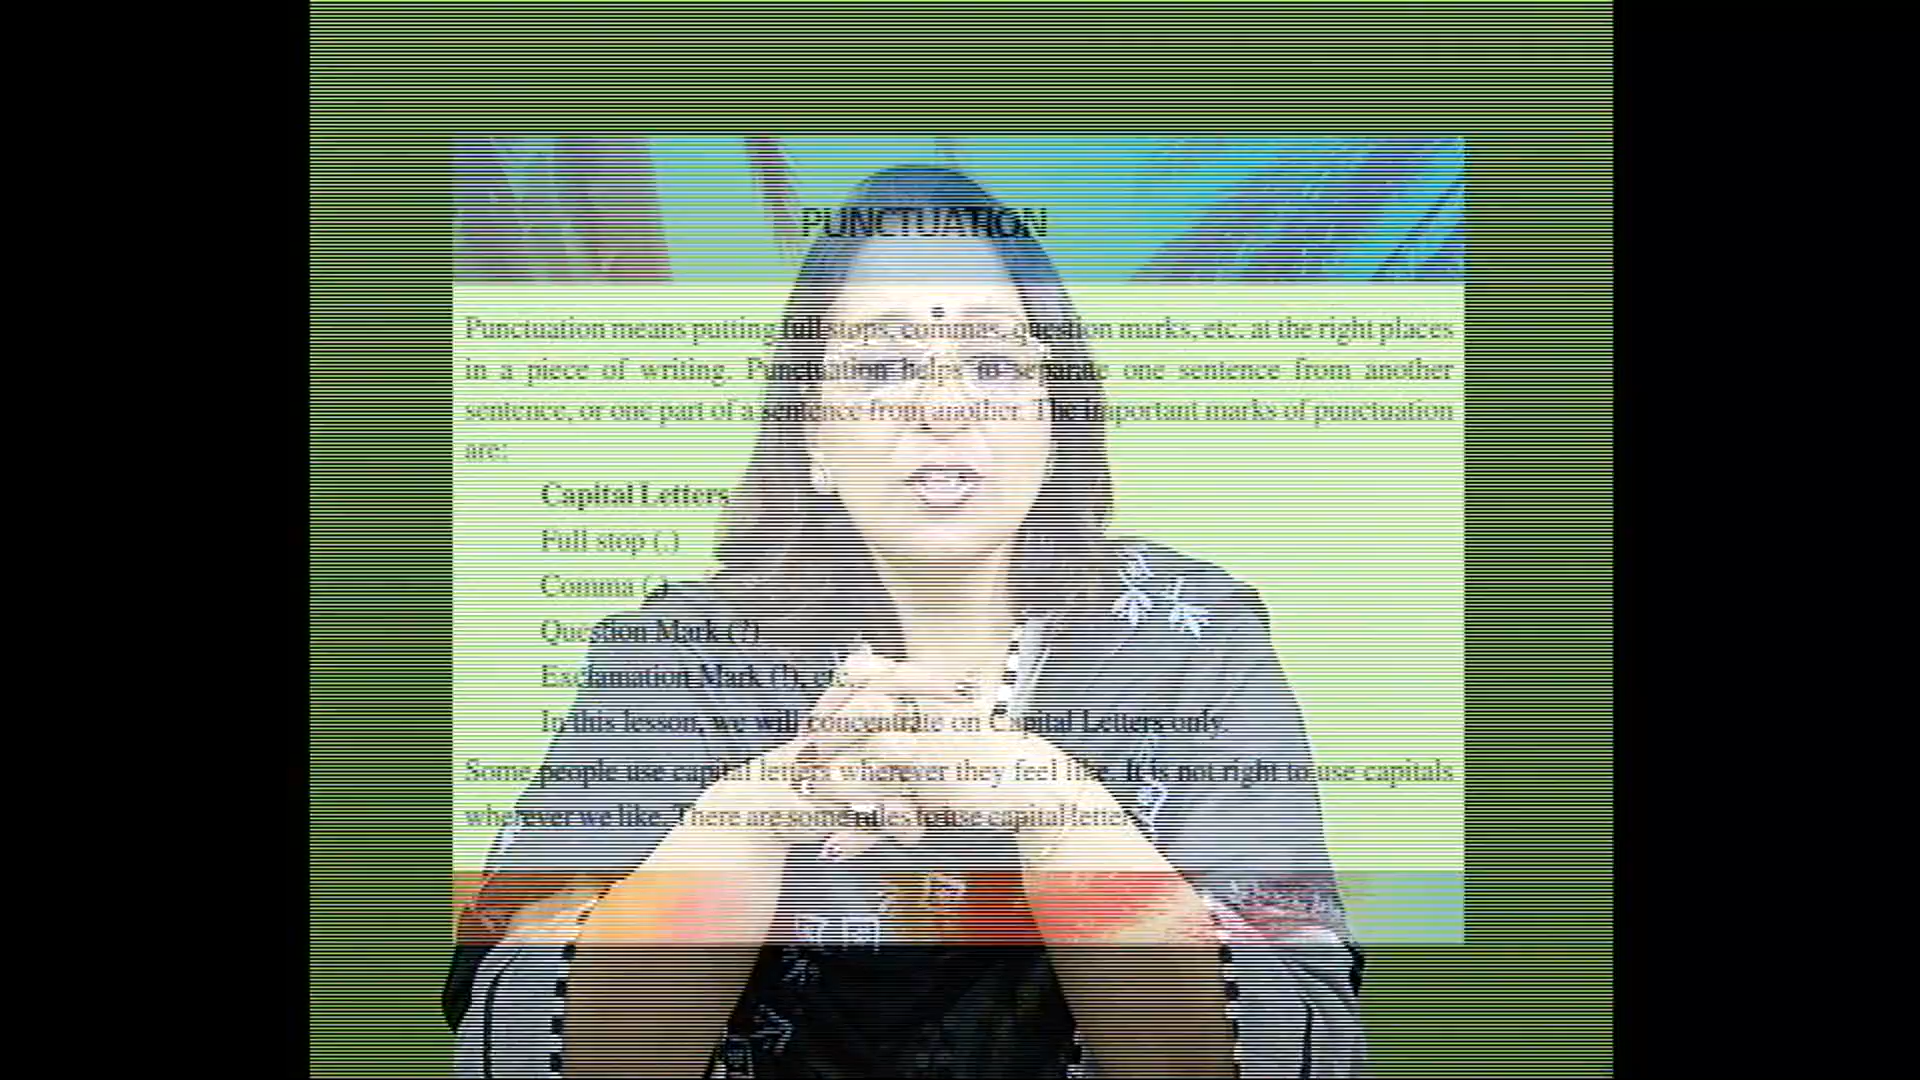 PUNCTUATION
Punctuation means putting full stops, commas, question marks, etc. at the right places
in a piece of writing. Punctuation helps to separate one sentence from another
sentence, or one part of a sentence from another. The important marks of punctuation
are:
Capital Letters
Full stop (.)
Comma (,)
Question Mark (?)
Exclamation Mark (!), etc.
In this lesson, we will concentrate on Capital Letters only.
Some people use capital letters wherever they feel like. It is not right to use capitals
wherever we like. There are some rules to use capital letters